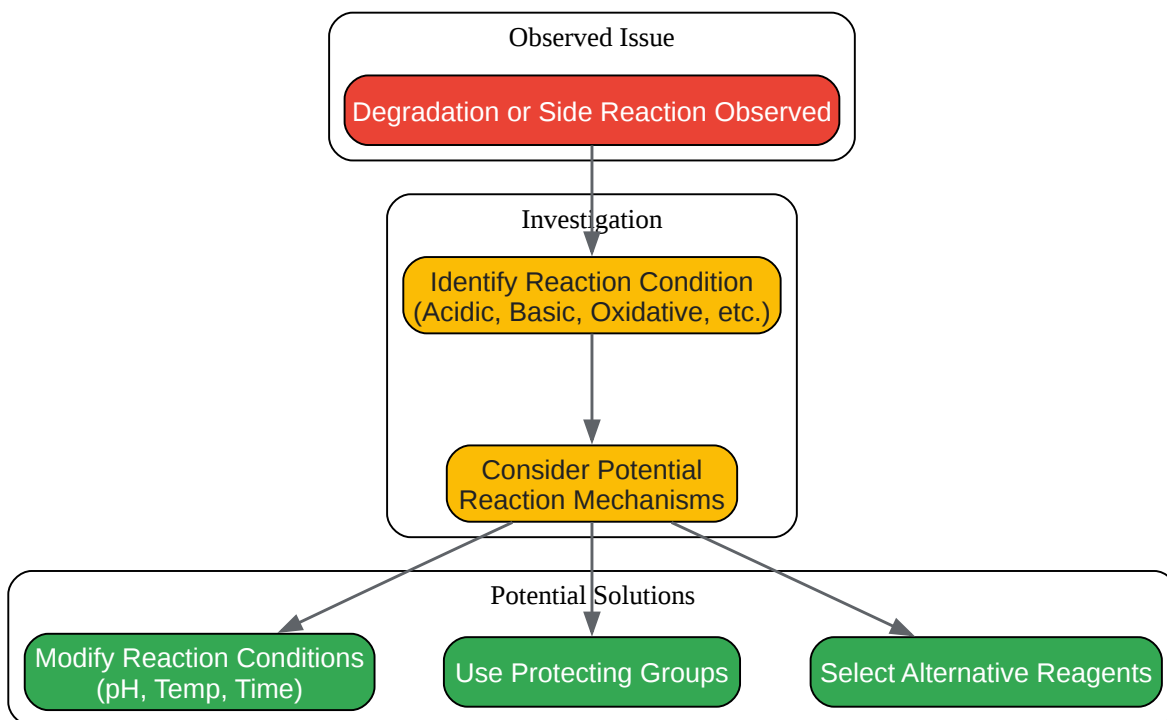 Observed Issue
Degradation or Side Reaction Observed
Investigation
Identify Reaction Condition
(Acidic, Basic, Oxidative, etc.)
Consider Potential
Reaction Mechanisms
Potential Solutions
Modify Reaction Conditions
(pH, Temp, Time)
Use Protecting Groups
Select Alternative Reagents